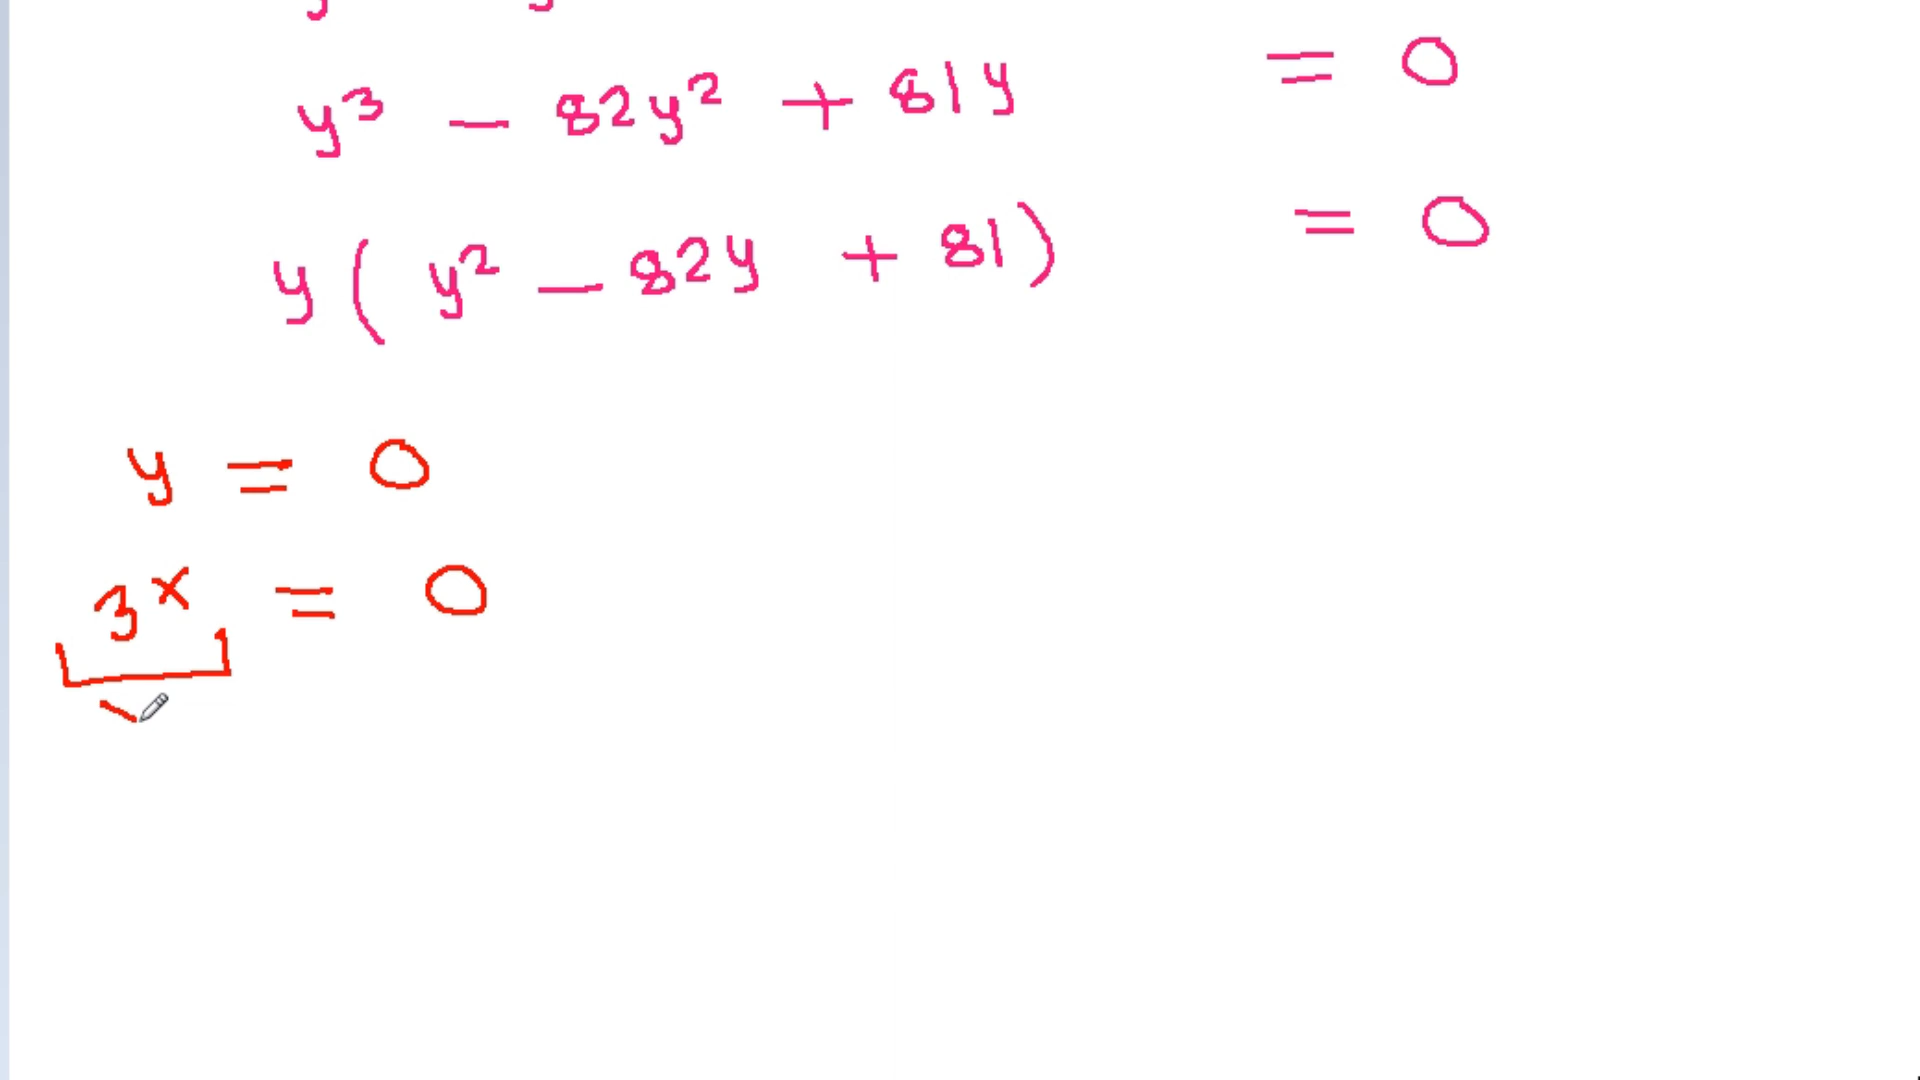 y³ − 82y² + 81y = 0
y(y² − 82y + 81) = 0
y = 0
3ˣ = 0